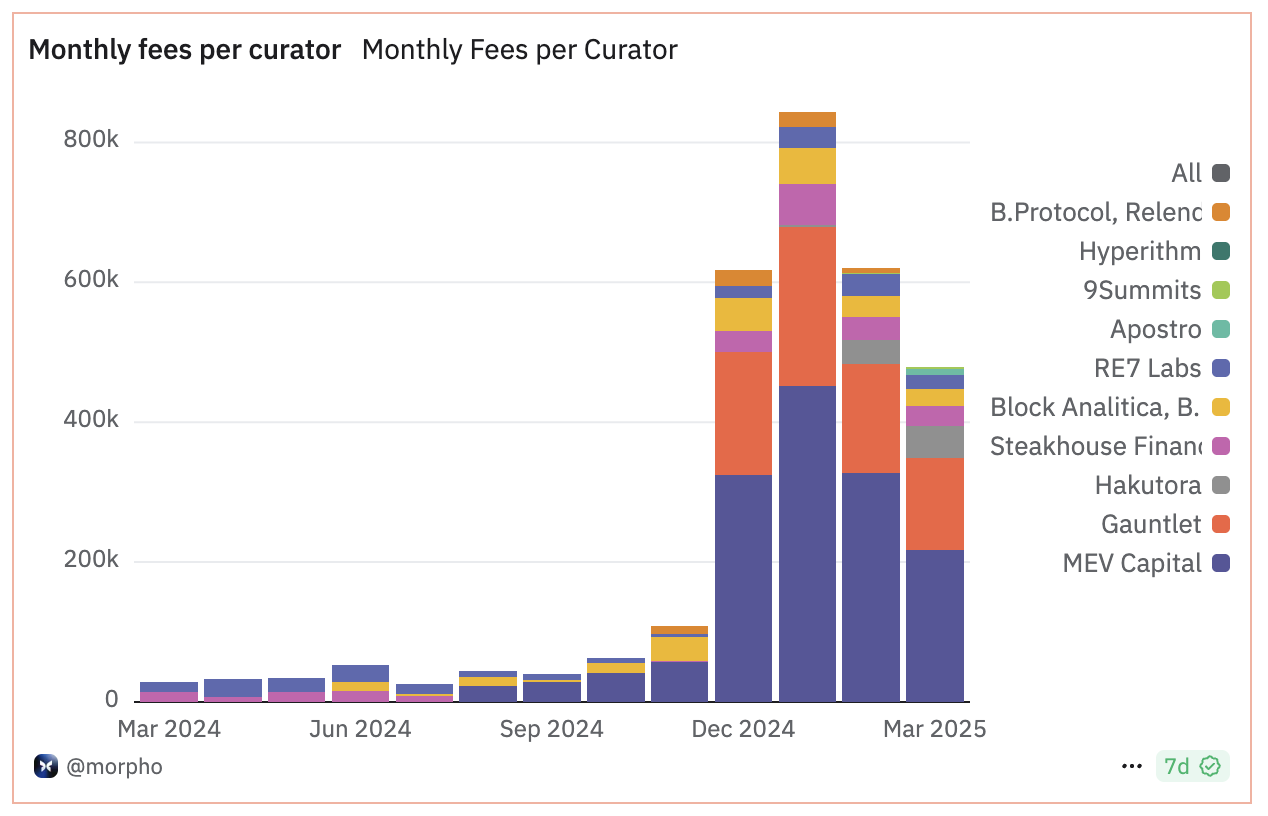 Monthly fees per curator Monthly Fees per Curator
800k
600k
400k
200k
0
Mar 2024 Jun 2024 Sep 2024 Dec 2024 Mar 2025
All
B.Protocol, Relend
Hyperithm
9Summits
Apostro
RE7 Labs
Block Analitica, B.
Steakhouse Financ
Hakutora
Gauntlet
MEV Capital
@morpho
7d